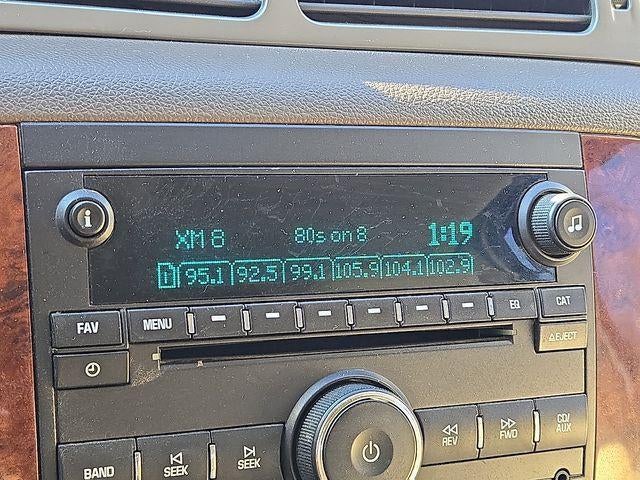 i
XM 8 80s on 8 1:19
1 95.1 92.5 99.1 105.9 104.1 102.9
FAV MENU EQ CAT
EJECT
REV FWD CD/AUX
BAND SEEK SEEK